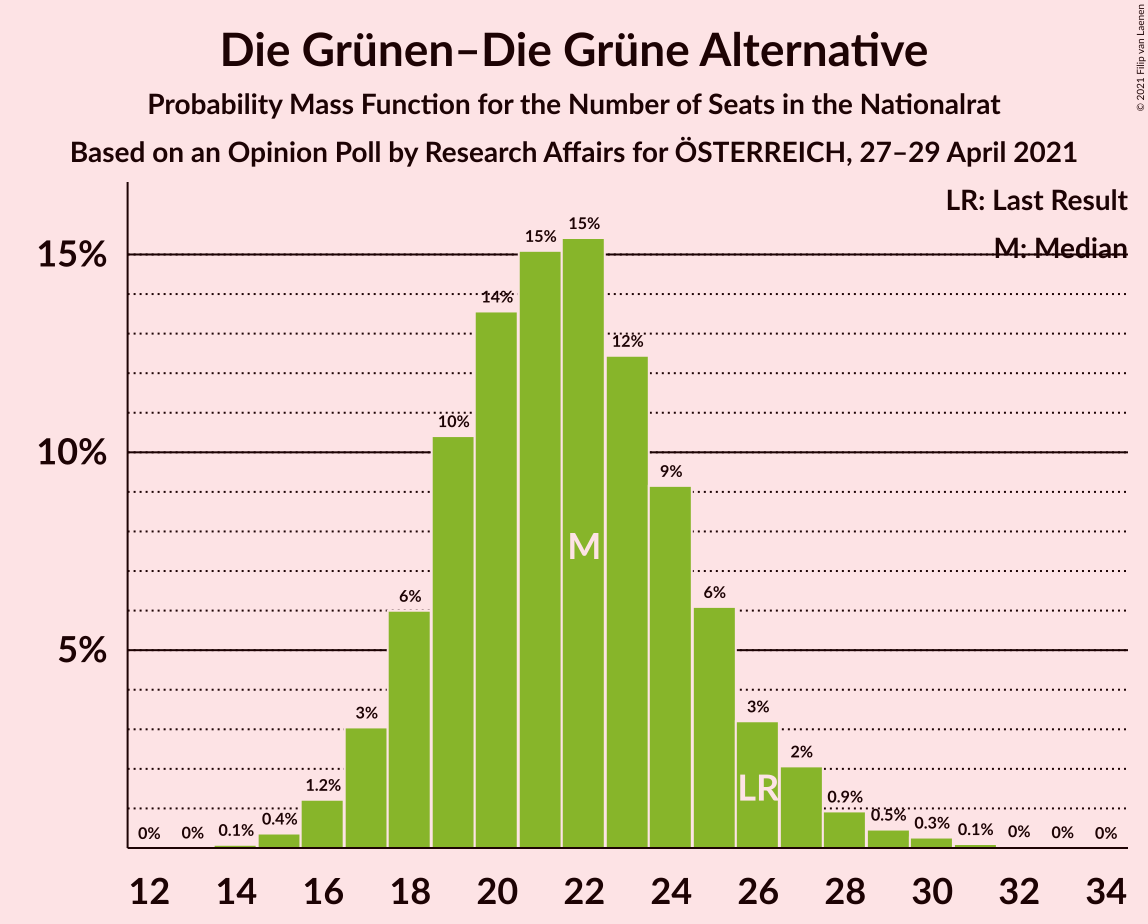 Die Grünen–Die Grüne Alternative
Probability Mass Function for the Number of Seats in the Nationalrat
Based on an Opinion Poll by Research Affairs for ÖSTERREICH, 27–29 April 2021
© 2021 Filip van Laenen
LR: Last Result
M: Median
15%
10%
5%
0%
0%
0.1%
0.4%
1.2%
3%
6%
10%
14%
15%
15%
12%
9%
6%
3%
2%
0.9%
0.5%
0.3%
0.1%
0%
0%
0%
M
LR
12 14 16 18 20 22 24 26 28 30 32 34